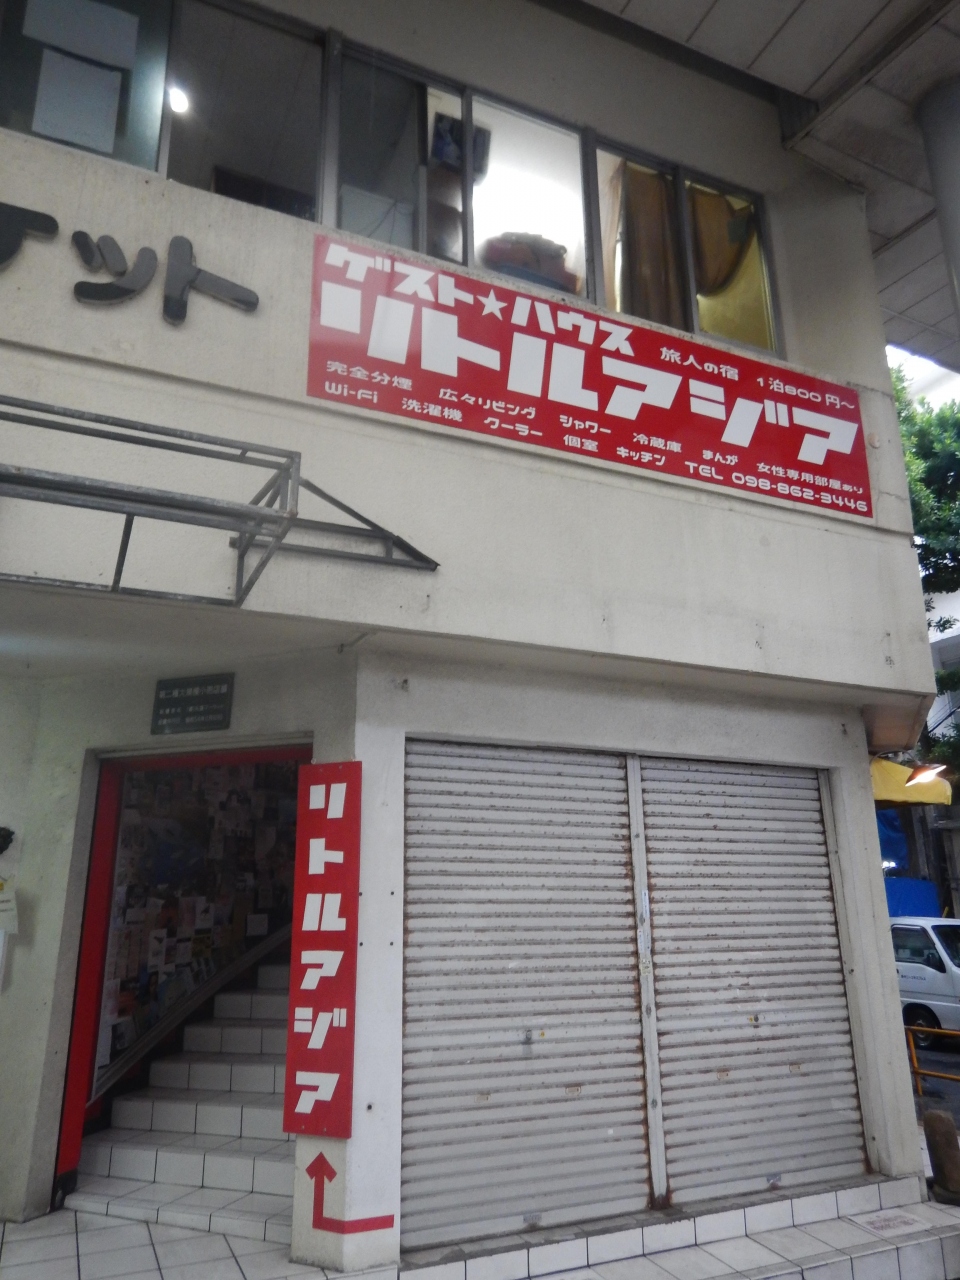 ット
ゲスト★ハウス
リトルアジア
旅人の宿 1泊800円~
完全分煙 広々リビング シャワー 冷蔵庫 まんが 女性専用部屋あり
Wi-Fi 洗濯機 クーラー 個室 キッチン TEL 098-862-3446
リトルアジア